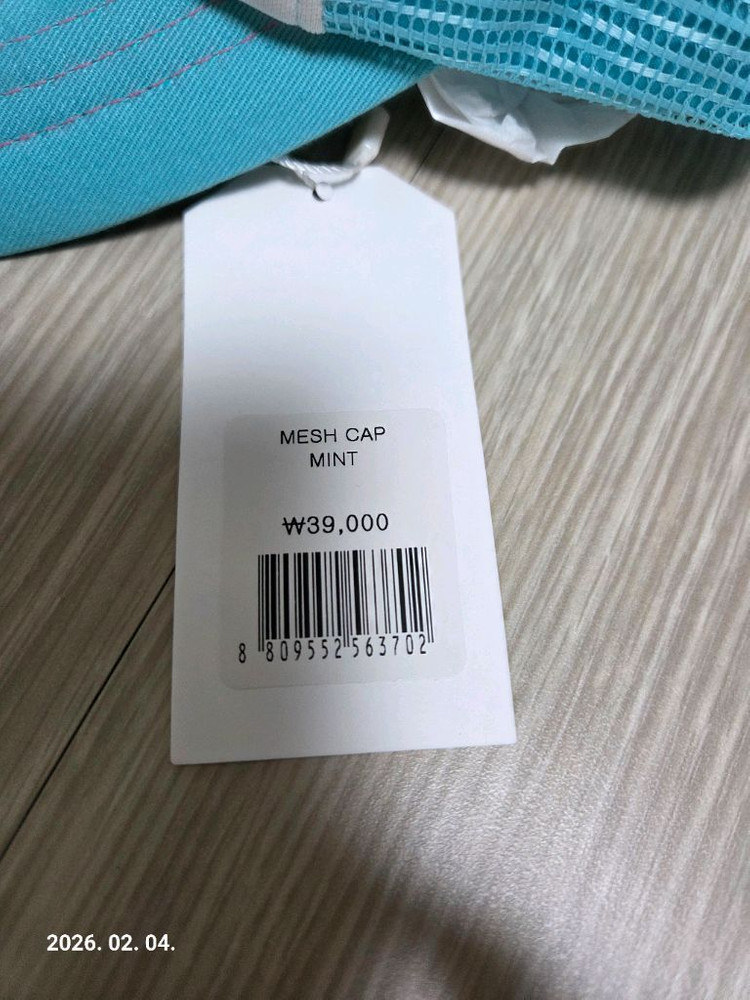 MESH CAP
MINT
₩39,000
8 809552 563702
2026. 02. 04.